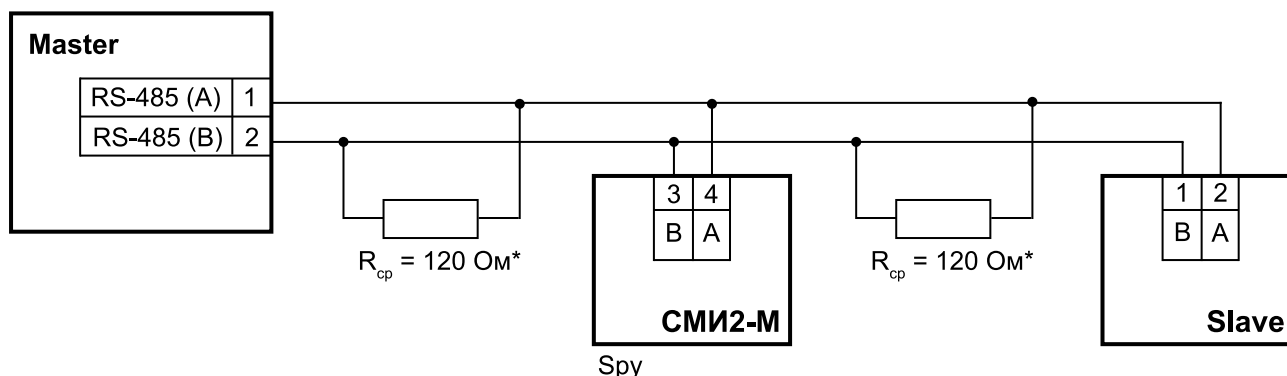 Master
RS-485 (A) 1
RS-485 (B) 2
3 4
B A
СМИ2-М
Spy
1 2
B A
Slave
Rср = 120 Ом*
Rср = 120 Ом*